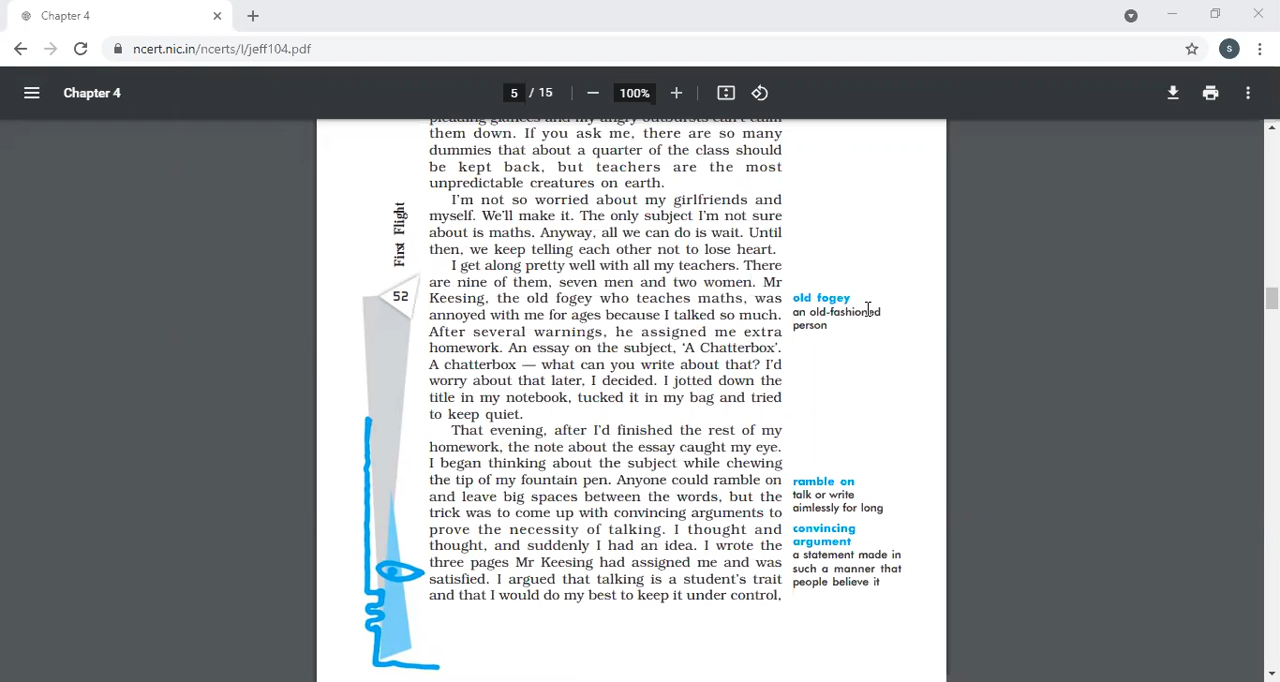 Chapter 4
ncert.nic.in/ncerts/l/jeff104.pdf
S
Chapter 4
5 / 15
100%
pleading glances and my angry outbursts can't calm
them down. If you ask me, there are so many
dummies that about a quarter of the class should
be kept back, but teachers are the most
unpredictable creatures on earth.
I'm not so worried about my girlfriends and
myself. We'll make it. The only subject I'm not sure
about is maths. Anyway, all we can do is wait. Until
then, we keep telling each other not to lose heart.
I get along pretty well with all my teachers. There
are nine of them, seven men and two women. Mr
Keesing, the old fogey who teaches maths, was
annoyed with me for ages because I talked so much.
After several warnings, he assigned me extra
homework. An essay on the subject, ‘A Chatterbox’.
A chatterbox — what can you write about that? I'd
worry about that later, I decided. I jotted down the
title in my notebook, tucked it in my bag and tried
to keep quiet.
That evening, after I'd finished the rest of my
homework, the note about the essay caught my eye.
I began thinking about the subject while chewing
the tip of my fountain pen. Anyone could ramble on
and leave big spaces between the words, but the
trick was to come up with convincing arguments to
prove the necessity of talking. I thought and
thought, and suddenly I had an idea. I wrote the
three pages Mr Keesing had assigned me and was
satisfied. I argued that talking is a student's trait
and that I would do my best to keep it under control,
First Flight
52
old fogey
an old-fashioned
person
ramble on
talk or write
aimlessly for long
convincing
argument
a statement made in
such a manner that
people believe it